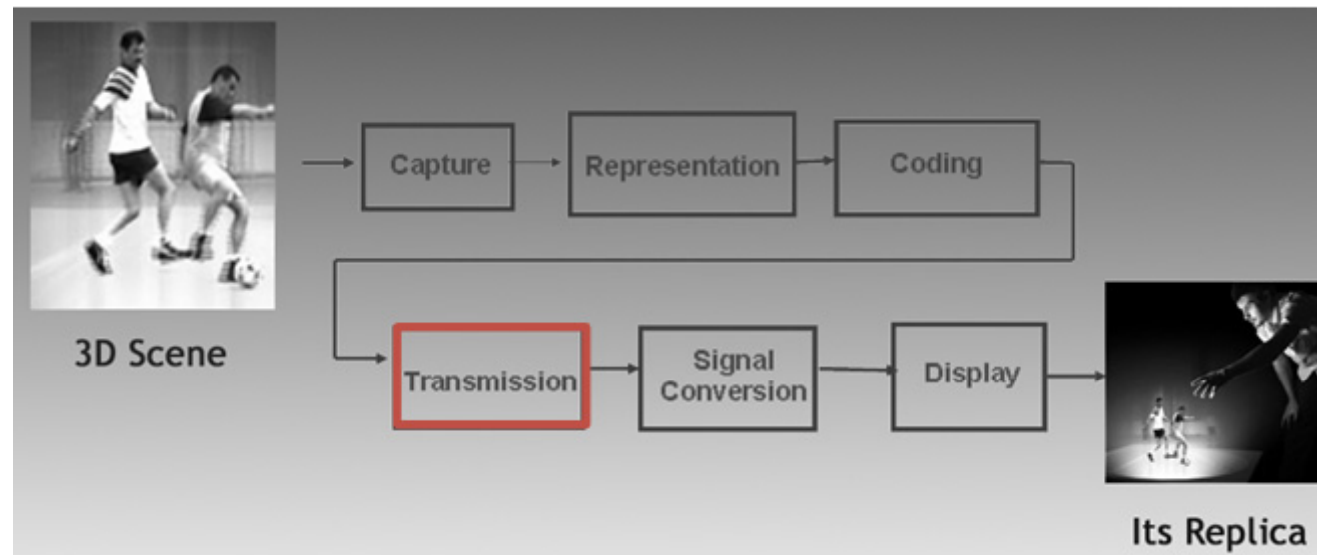 Capture
Representation
Coding
3D Scene
Transmission
Signal
Conversion
Display
Its Replica